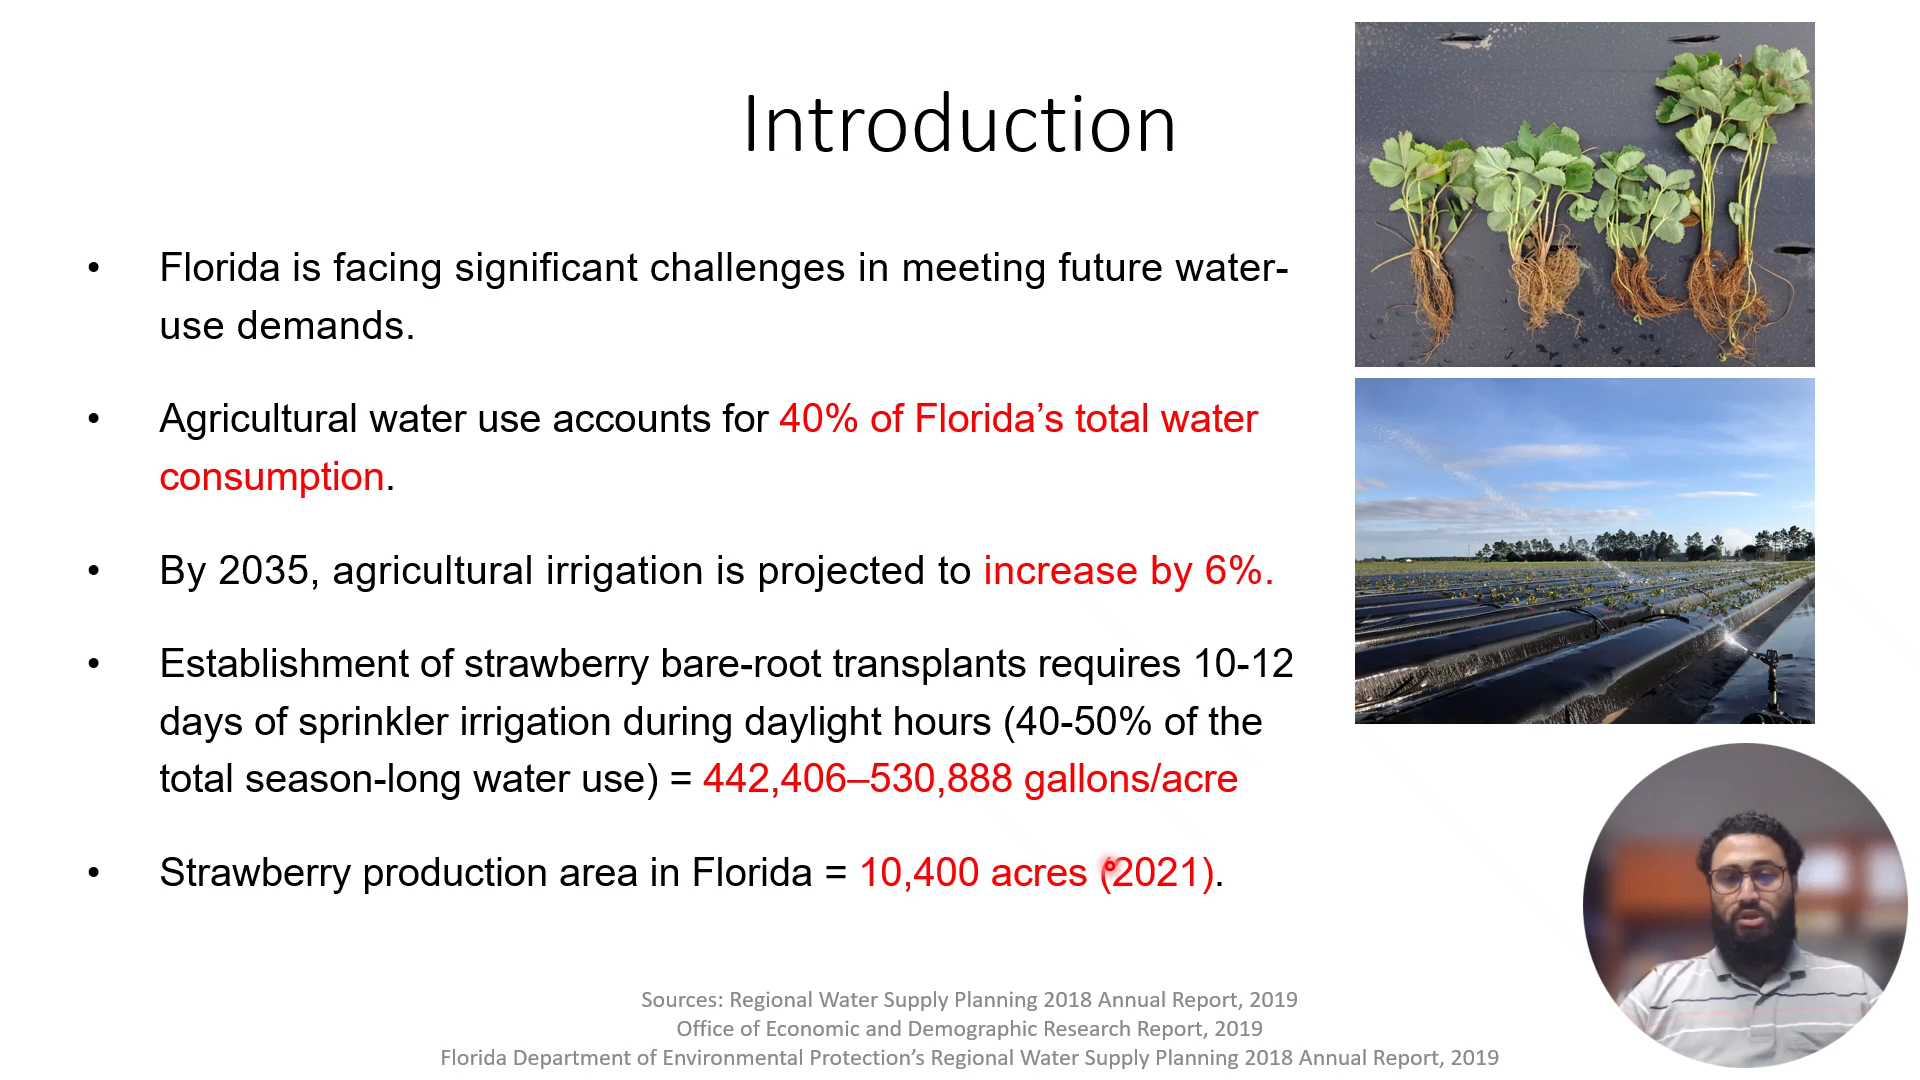 Introduction
• Florida is facing significant challenges in meeting future water-
use demands.
• Agricultural water use accounts for 40% of Florida’s total water
consumption.
• By 2035, agricultural irrigation is projected to increase by 6%.
• Establishment of strawberry bare-root transplants requires 10-12
days of sprinkler irrigation during daylight hours (40-50% of the
total season-long water use) = 442,406–530,888 gallons/acre
• Strawberry production area in Florida = 10,400 acres (2021).
Sources: Regional Water Supply Planning 2018 Annual Report, 2019
Office of Economic and Demographic Research Report, 2019
Florida Department of Environmental Protection’s Regional Water Supply Planning 2018 Annual Report, 2019